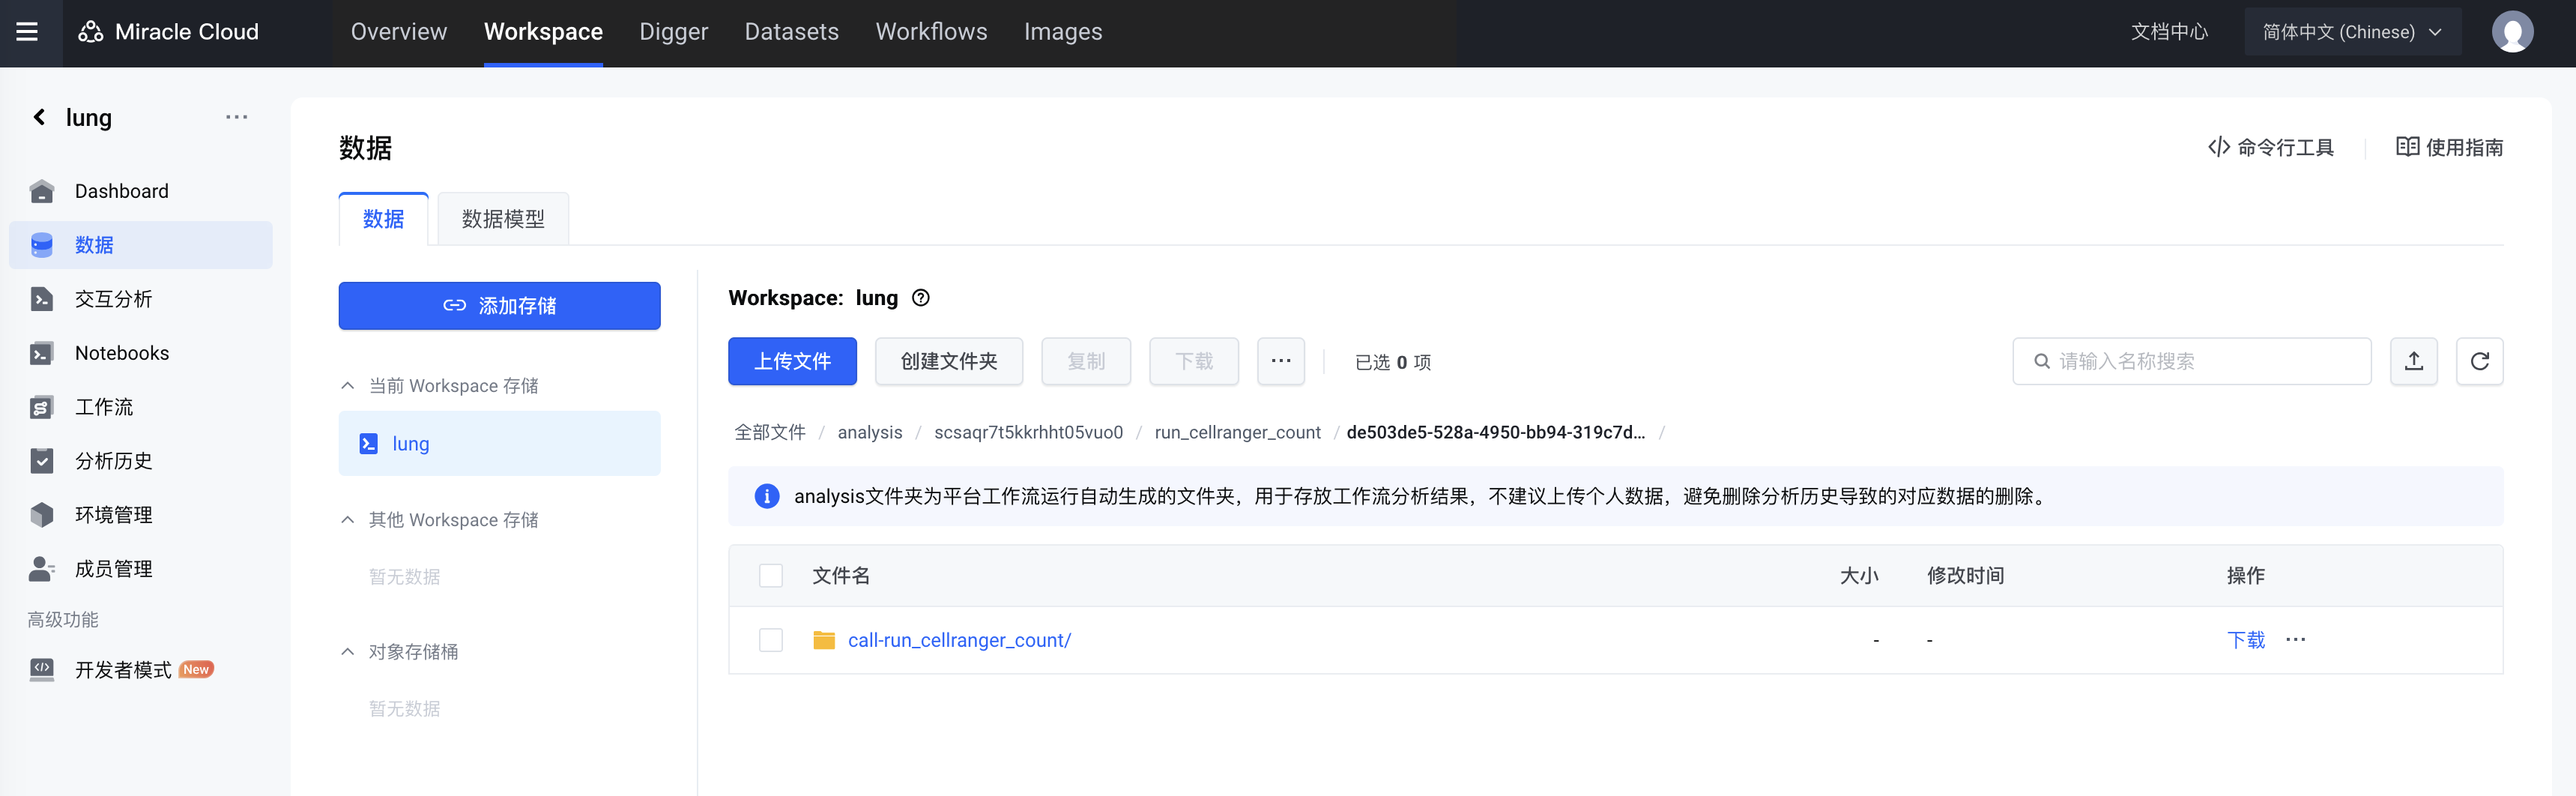 Miracle Cloud
Overview
Workspace
Digger
Datasets
Workflows
Images
文档中心
简体中文 (Chinese)
lung
Dashboard
数据
交互分析
Notebooks
工作流
分析历史
环境管理
成员管理
高级功能
开发者模式 New
数据
命令行工具
使用指南
数据
数据模型
添加存储
当前 Workspace 存储
lung
其他 Workspace 存储
暂无数据
对象存储桶
暂无数据
Workspace: lung
上传文件
创建文件夹
复制
下载
已选 0 项
请输入名称搜索
全部文件 / analysis / scsaqr7t5kkrhht05vuo0 / run_cellranger_count / de503de5-528a-4950-bb94-319c7d... /
analysis文件夹为平台工作流运行自动生成的文件夹，用于存放工作流分析结果，不建议上传个人数据，避免删除分析历史导致的对应数据的删除。
文件名 大小 修改时间 操作
call-run_cellranger_count/ - - 下载 ···